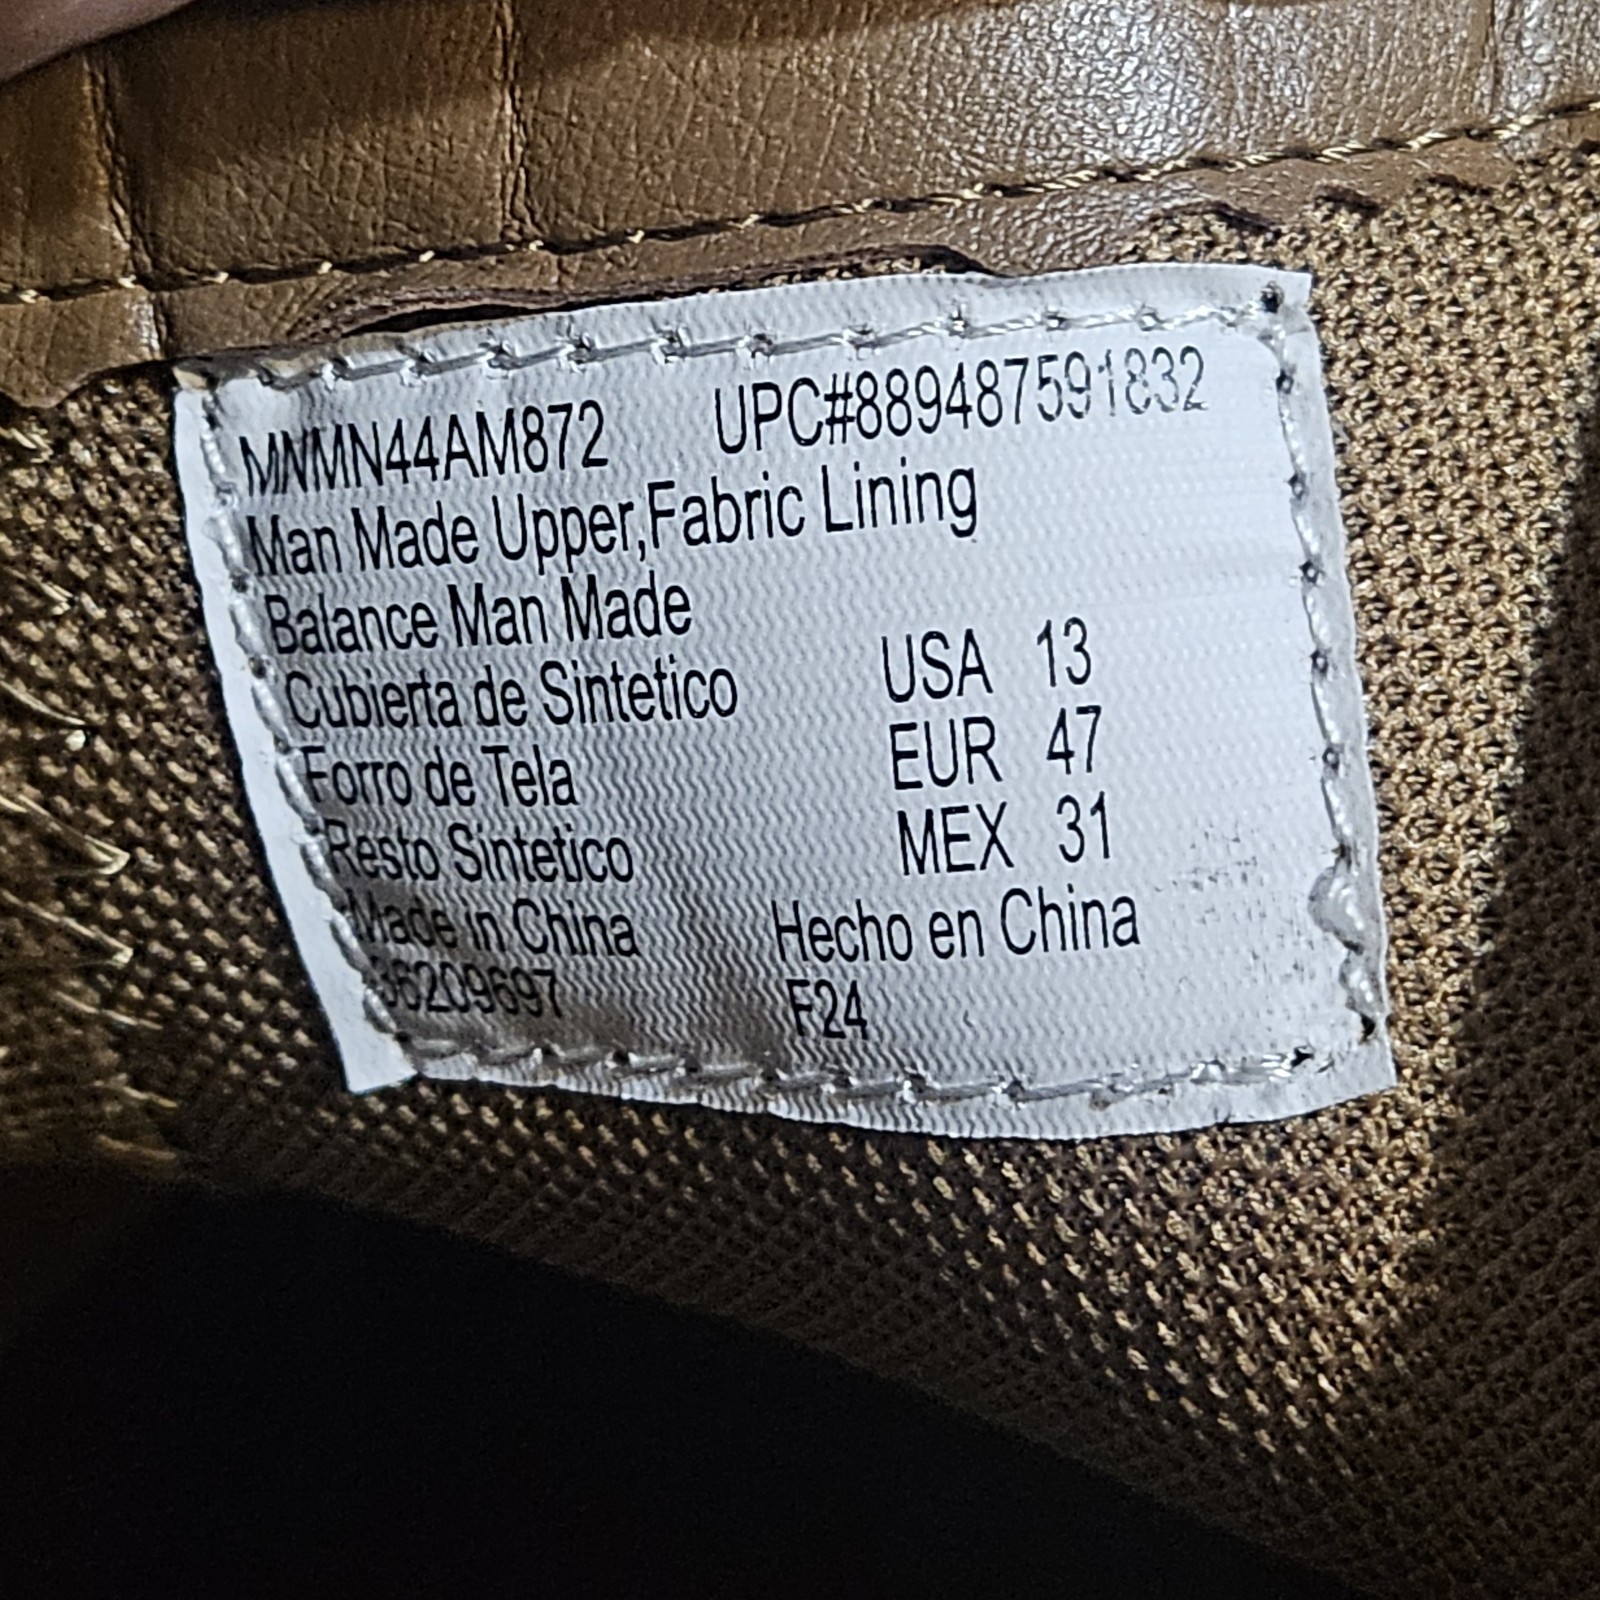 MNMN44AM872 UPC#889487591832
Man Made Upper,Fabric Lining
Balance Man Made
Cubierta de Sintetico USA 13
Forro de Tela EUR 47
Resto Sintetico MEX 31
Made in China Hecho en China
F24